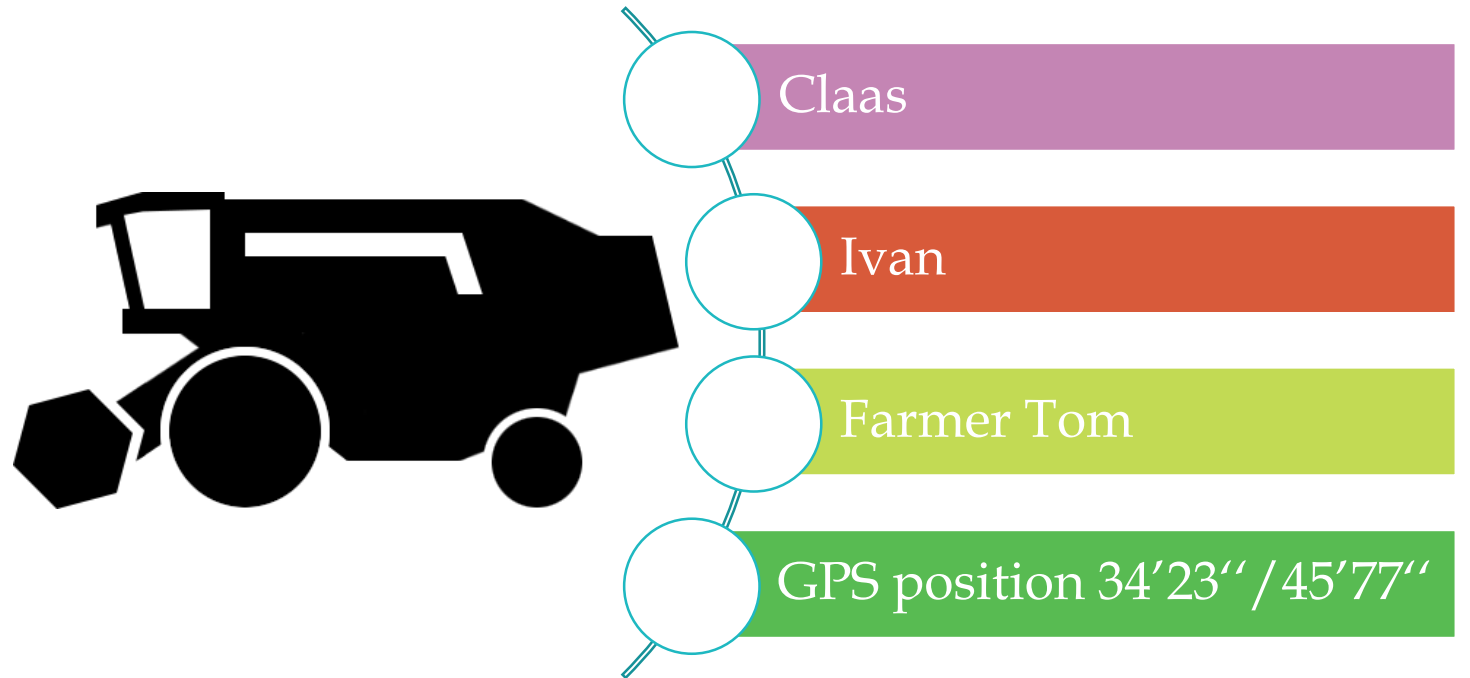 Claas
Ivan
Farmer Tom
GPS position 34’23‘‘/45’77‘‘